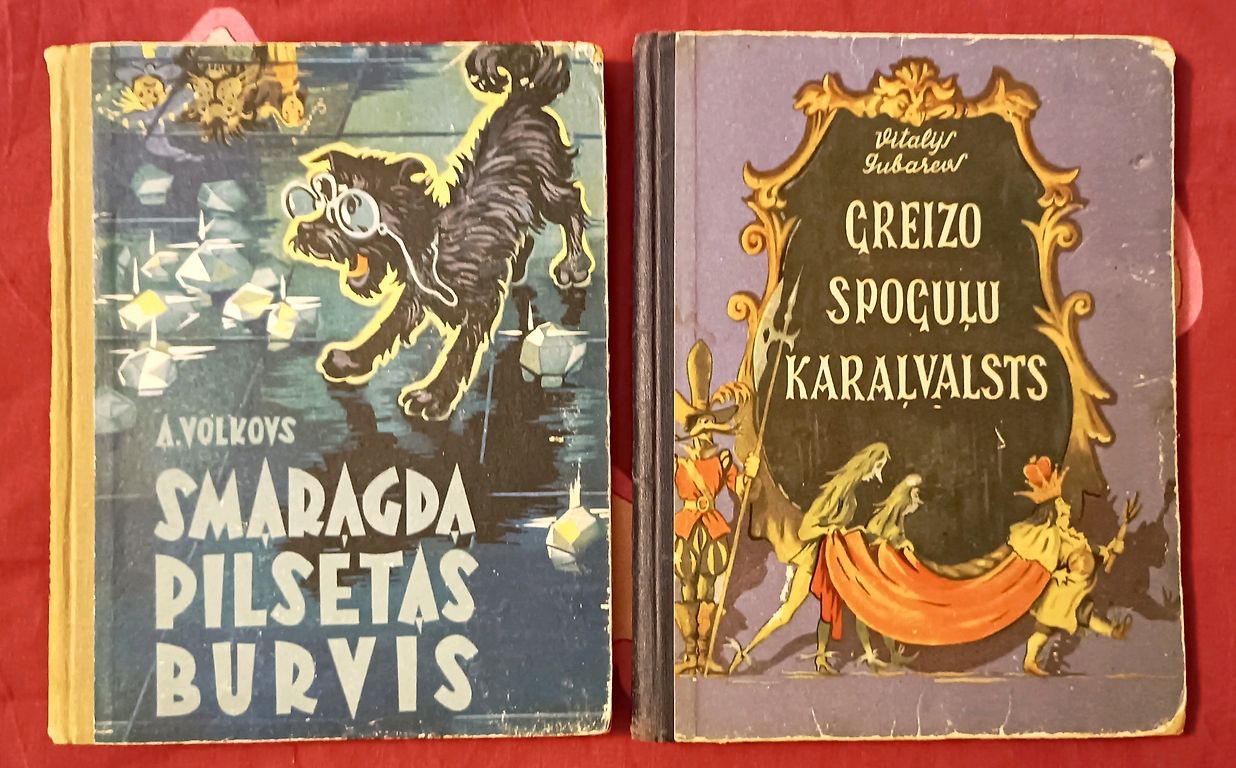 A. VOLKOVS
SMARAGDA
PILSĒTAS
BURVIS
Vitalijs
Gubarevs
GREIZO
SPOGUĻU
KARAĻVALSTS